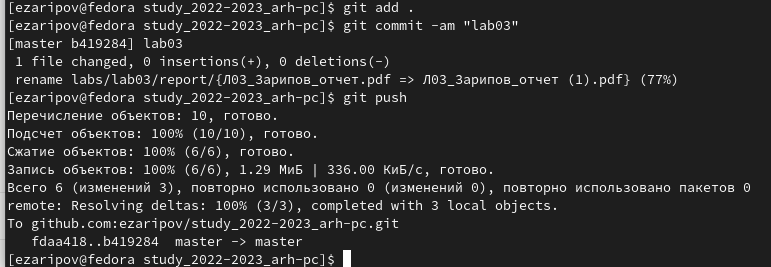 [ezaripov@fedora study_2022-2023_arh-pc]$ git add .
[ezaripov@fedora study_2022-2023_arh-pc]$ git commit -am "lab03"
[master b419284] lab03
 1 file changed, 0 insertions(+), 0 deletions(-)
 rename labs/lab03/report/{Л03_Зарипов_отчет.pdf => Л03_Зарипов_отчет (1).pdf} (77%)
[ezaripov@fedora study_2022-2023_arh-pc]$ git push
Перечисление объектов: 10, готово.
Подсчет объектов: 100% (10/10), готово.
Сжатие объектов: 100% (6/6), готово.
Запись объектов: 100% (6/6), 1.29 МиБ | 336.00 КиБ/с, готово.
Всего 6 (изменений 3), повторно использовано 0 (изменений 0), повторно использовано пакетов 0
remote: Resolving deltas: 100% (3/3), completed with 3 local objects.
To github.com:ezaripov/study_2022-2023_arh-pc.git
   fdaa418..b419284  master -> master
[ezaripov@fedora study_2022-2023_arh-pc]$